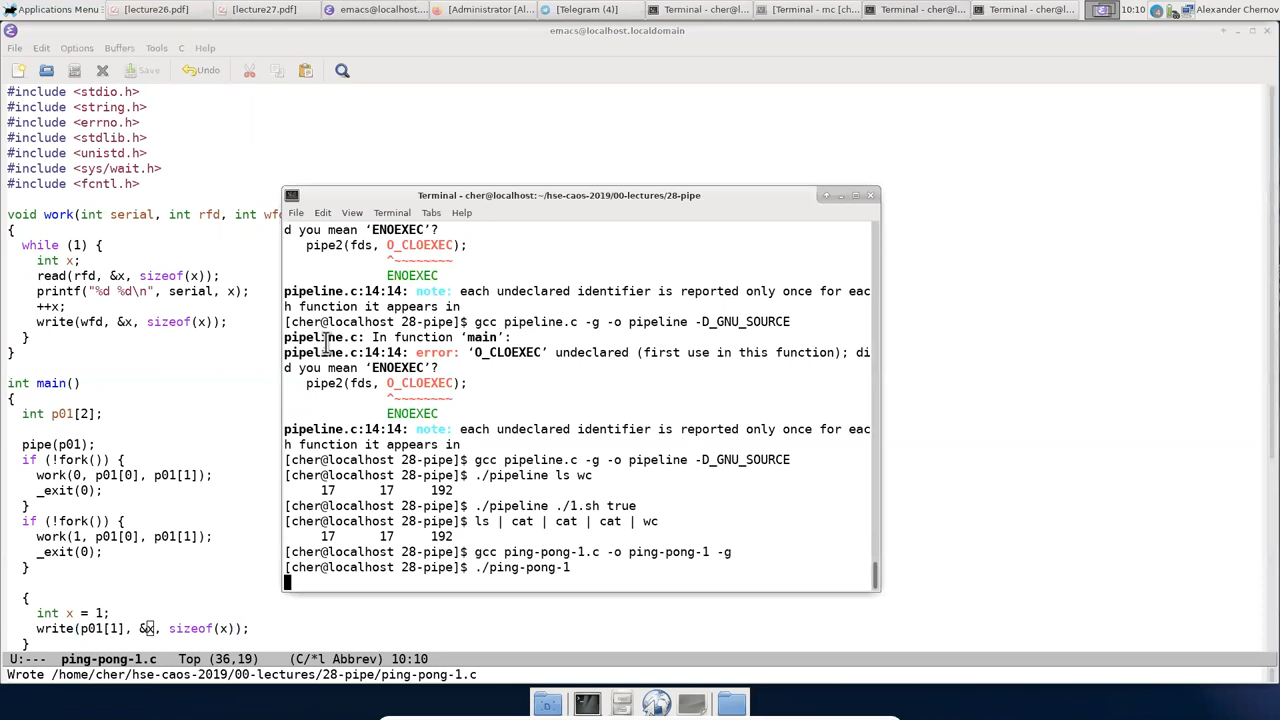 Applications Menu
[lecture26.pdf]
[lecture27.pdf]
emacs@localhost....
[Administrator [Al...
[Telegram (4)]
Terminal - cher@l...
[Terminal - mc [ch...
Terminal - cher@l...
Terminal - cher@l...
10:10
Alexander Chernov
emacs@localhost.localdomain
File Edit Options Buffers Tools C Help
Save Undo
#include <stdio.h>
#include <string.h>
#include <errno.h>
#include <stdlib.h>
#include <unistd.h>
#include <sys/wait.h>
#include <fcntl.h>
void work(int serial, int rfd, int wfd
{
while (1) {
int x;
read(rfd, &x, sizeof(x));
printf("%d %d\n", serial, x);
++x;
write(wfd, &x, sizeof(x));
}
}
int main()
{
int p01[2];
pipe(p01);
if (!fork()) {
work(0, p01[0], p01[1]);
_exit(0);
}
if (!fork()) {
work(1, p01[0], p01[1]);
_exit(0);
}
{
int x = 1;
write(p01[1], &x, sizeof(x));
}
U:--- ping-pong-1.c Top (36,19) (C/*l Abbrev) 10:10
Wrote /home/cher/hse-caos-2019/00-lectures/28-pipe/ping-pong-1.c
Terminal - cher@localhost:~/hse-caos-2019/00-lectures/28-pipe
File Edit View Terminal Tabs Help
d you mean ‘ENOEXEC’?
pipe2(fds, O_CLOEXEC);
^~~~~~~~~
ENOEXEC
pipeline.c:14:14: note: each undeclared identifier is reported only once for eac
h function it appears in
[cher@localhost 28-pipe]$ gcc pipeline.c -g -o pipeline -D_GNU_SOURCE
pipeline.c: In function ‘main’:
pipeline.c:14:14: error: ‘O_CLOEXEC’ undeclared (first use in this function); di
d you mean ‘ENOEXEC’?
pipe2(fds, O_CLOEXEC);
^~~~~~~~~
ENOEXEC
pipeline.c:14:14: note: each undeclared identifier is reported only once for eac
h function it appears in
[cher@localhost 28-pipe]$ gcc pipeline.c -g -o pipeline -D_GNU_SOURCE
[cher@localhost 28-pipe]$ ./pipeline ls wc
17 17 192
[cher@localhost 28-pipe]$ ./pipeline ./1.sh true
[cher@localhost 28-pipe]$ ls | cat | cat | cat | wc
17 17 192
[cher@localhost 28-pipe]$ gcc ping-pong-1.c -o ping-pong-1 -g
[cher@localhost 28-pipe]$ ./ping-pong-1